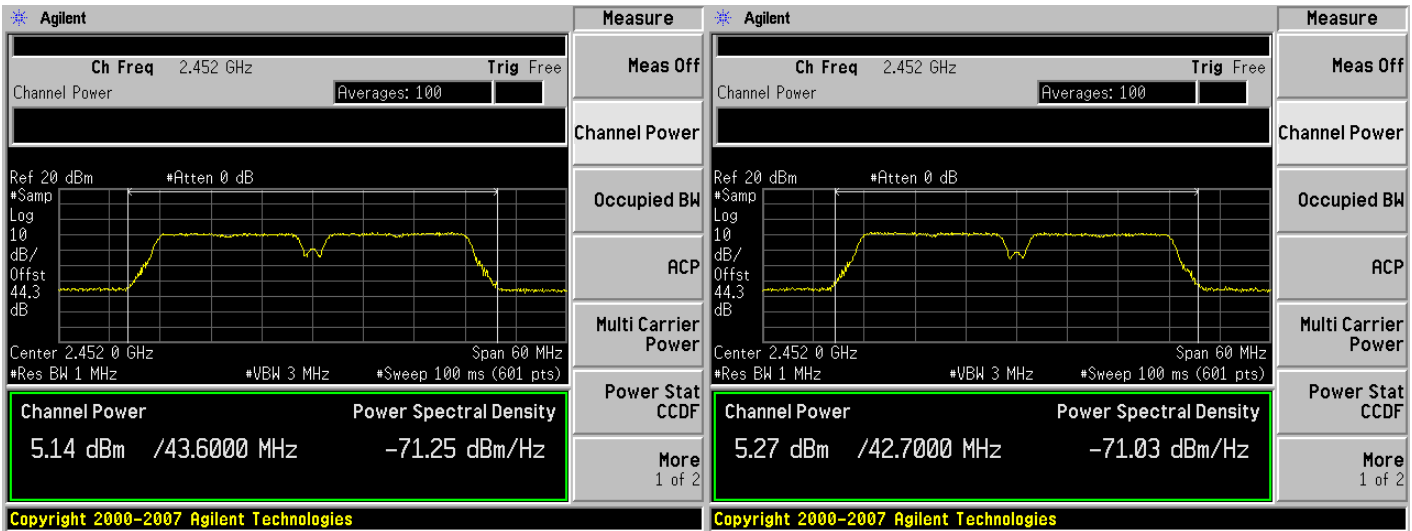 Agilent
Measure
Ch Freq 2.452 GHz Trig Free
Meas Off
Channel Power Averages: 100
Channel Power
Ref 20 dBm #Atten 0 dB
#Samp
Log
10
dB/
Offst
44.3
dB
Occupied BW
ACP
Multi Carrier
Power
Center 2.452 0 GHz Span 60 MHz
#Res BW 1 MHz #VBW 3 MHz #Sweep 100 ms (601 pts)
Power Stat
CCDF
Channel Power Power Spectral Density
5.14 dBm /43.6000 MHz -71.25 dBm/Hz
More
1 of 2
Copyright 2000-2007 Agilent Technologies
Agilent
Measure
Ch Freq 2.452 GHz Trig Free
Meas Off
Channel Power Averages: 100
Channel Power
Ref 20 dBm #Atten 0 dB
#Samp
Log
10
dB/
Offst
44.3
dB
Occupied BW
ACP
Multi Carrier
Power
Center 2.452 0 GHz Span 60 MHz
#Res BW 1 MHz #VBW 3 MHz #Sweep 100 ms (601 pts)
Power Stat
CCDF
Channel Power Power Spectral Density
5.27 dBm /42.7000 MHz -71.03 dBm/Hz
More
1 of 2
Copyright 2000-2007 Agilent Technologies